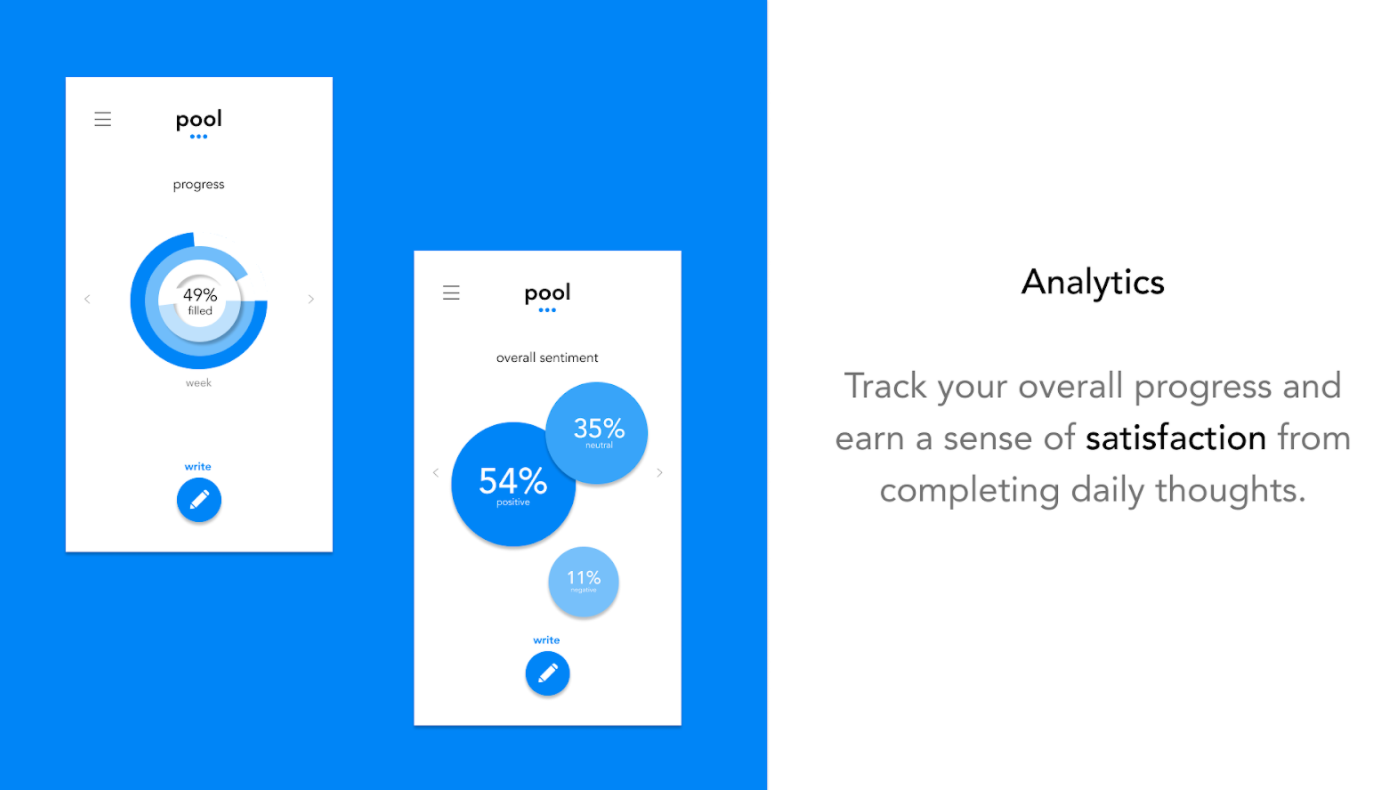 pool
progress
49%
filled
week
write
pool
overall sentiment
35%
neutral
54%
positive
11%
negative
write
Analytics
Track your overall progress and
earn a sense of satisfaction from
completing daily thoughts.